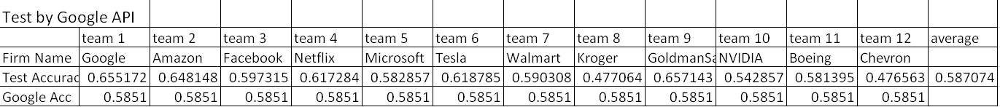 Test by Google API
team 1 team 2 team 3 team 4 team 5 team 6 team 7 team 8 team 9 team 10 team 11 team 12 average
Firm Name Google Amazon Facebook Netflix Microsoft Tesla Walmart Kroger GoldmanSa NVIDIA Boeing Chevron
Test Accurac 0.655172 0.648148 0.597315 0.617284 0.582857 0.618785 0.590308 0.477064 0.657143 0.542857 0.581395 0.476563 0.587074
Google Acc 0.5851 0.5851 0.5851 0.5851 0.5851 0.5851 0.5851 0.5851 0.5851 0.5851 0.5851 0.5851